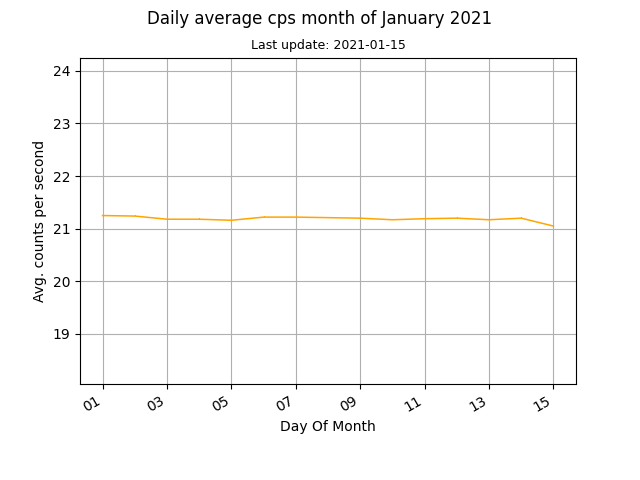 Daily average cps month of January 2021
Last update: 2021-01-15
24
23
22
21
20
19
Avg. counts per second
01 03 05 07 09 11 13 15
Day Of Month